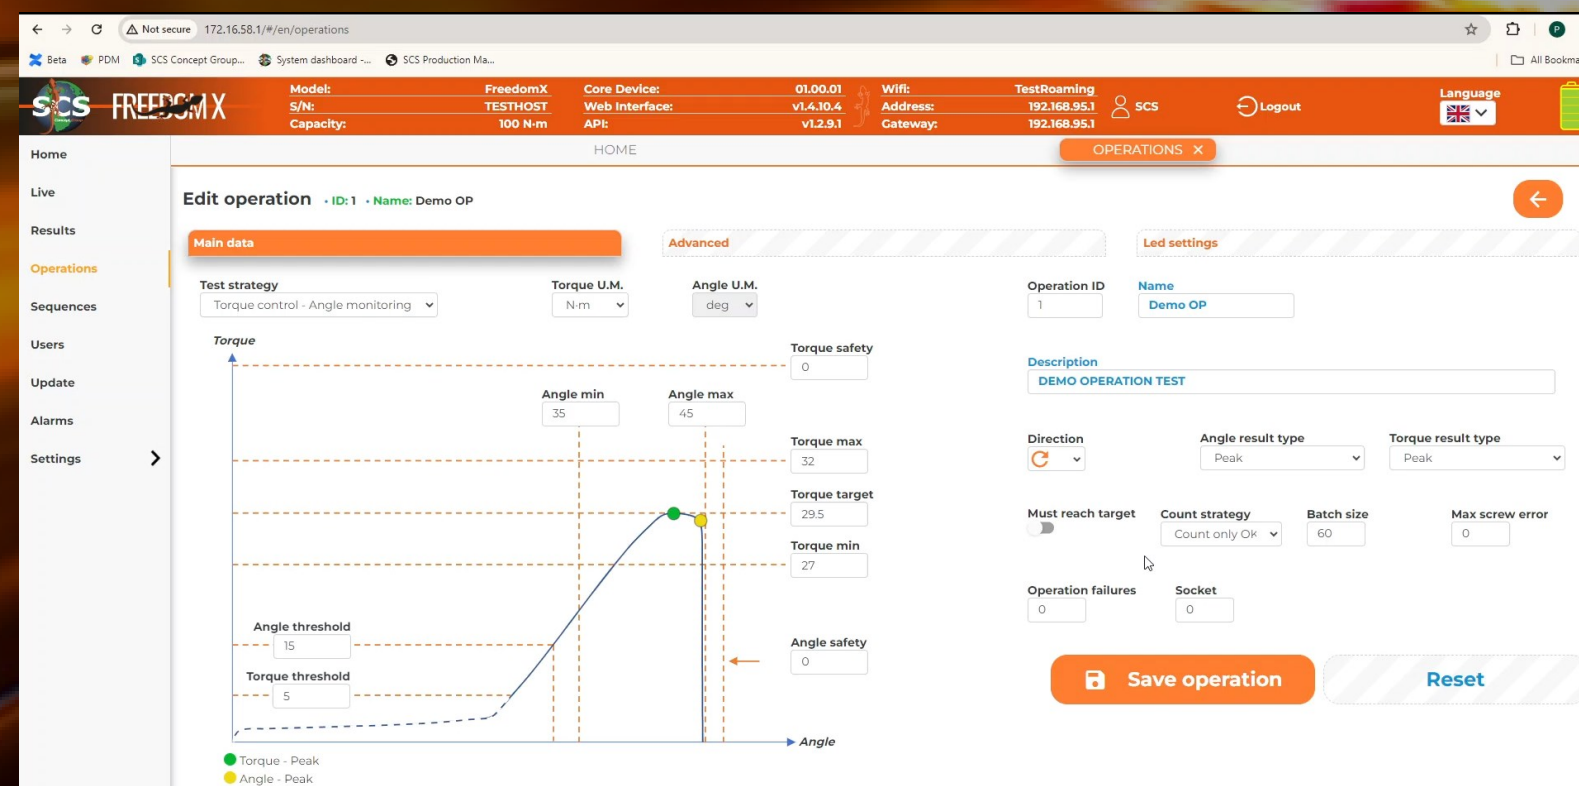 Not secure 172.16.58.1/#/en/operations
P
Beta PDM SCS Concept Group... System dashboard -... SCS Production Ma... All Bookma
SCS FREEDOM X
Model: FreedomX Core Device: 01.00.01 Wifi: TestRoaming
S/N: TESTHOST Web Interface: v1.4.10.4 Address: 192.168.95.1 SCS Logout
Capacity: 100 N·m API: v1.2.9.1 Gateway: 192.168.95.1
Language
HOME OPERATIONS ×
Home
Live
Results
Operations
Sequences
Users
Update
Alarms
Settings
Edit operation • ID: 1 • Name: Demo OP
Main data Advanced Led settings
Test strategy Torque U.M. Angle U.M.
Torque control - Angle monitoring N·m deg
Torque
Torque safety
0
Angle min Angle max
35 45
Torque max
32
Torque target
29.5
Torque min
27
Angle threshold
15
Angle safety
0
Torque threshold
5
Angle
Torque - Peak
Angle - Peak
Operation ID Name
1 Demo OP
Description
DEMO OPERATION TEST
Direction Angle result type Torque result type
Peak Peak
Must reach target Count strategy Batch size Max screw error
Count only OK 60 0
Operation failures Socket
0 0
Save operation Reset